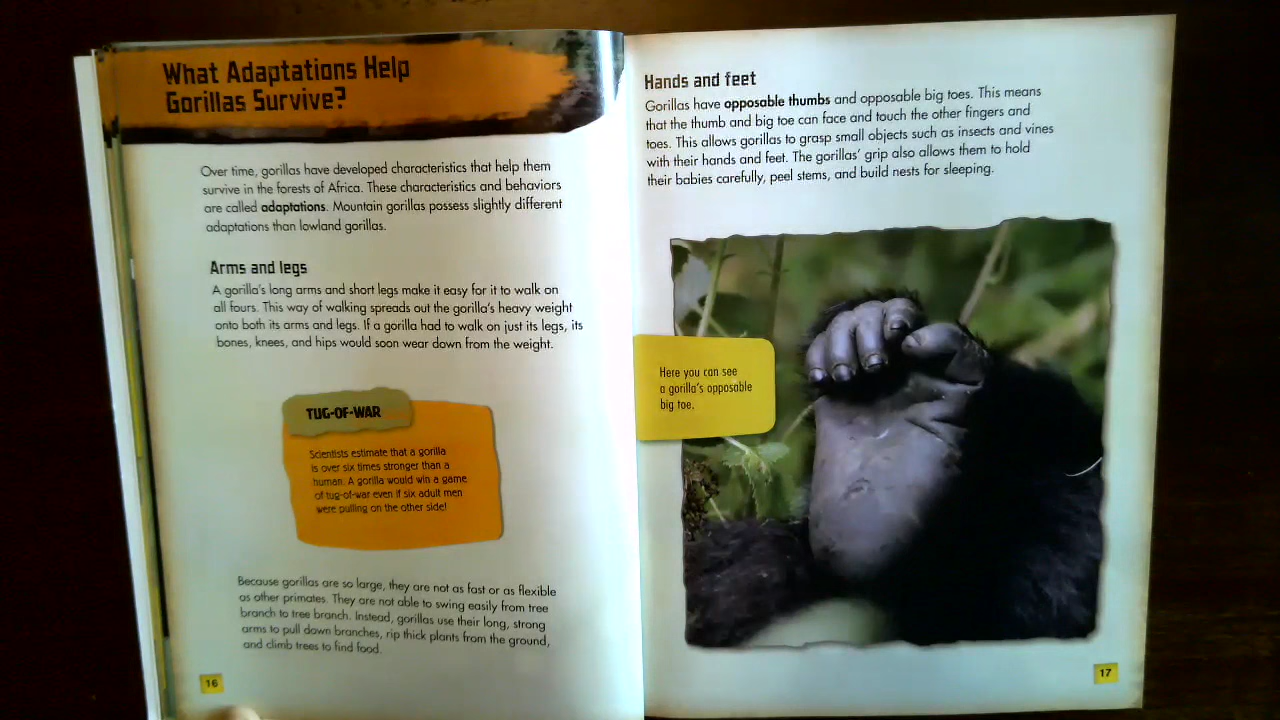 What Adaptations Help
Gorillas Survive?
Over time, gorillas have developed characteristics that help them
survive in the forests of Africa. These characteristics and behaviors
are called adaptations. Mountain gorillas possess slightly different
adaptations than lowland gorillas.
Arms and legs
A gorilla's long arms and short legs make it easy for it to walk on
all fours. This way of walking spreads out the gorilla's heavy weight
onto both its arms and legs. If a gorilla had to walk on just its legs, its
bones, knees, and hips would soon wear down from the weight.
TUG-OF-WAR
Scientists estimate that a gorilla
is over six times stronger than a
human. A gorilla would win a game
of tug-of-war even if six adult men
were pulling on the other side!
Because gorillas are so large, they are not as fast or as flexible
as other primates. They are not able to swing easily from tree
branch to tree branch. Instead, gorillas use their long, strong
arms to pull down branches, rip thick plants from the ground,
and climb trees to find food.
16
Hands and feet
Gorillas have opposable thumbs and opposable big toes. This means
that the thumb and big toe can face and touch the other fingers and
toes. This allows gorillas to grasp small objects such as insects and vines
with their hands and feet. The gorillas' grip also allows them to hold
their babies carefully, peel stems, and build nests for sleeping.
Here you can see
a gorilla's opposable
big toe.
17